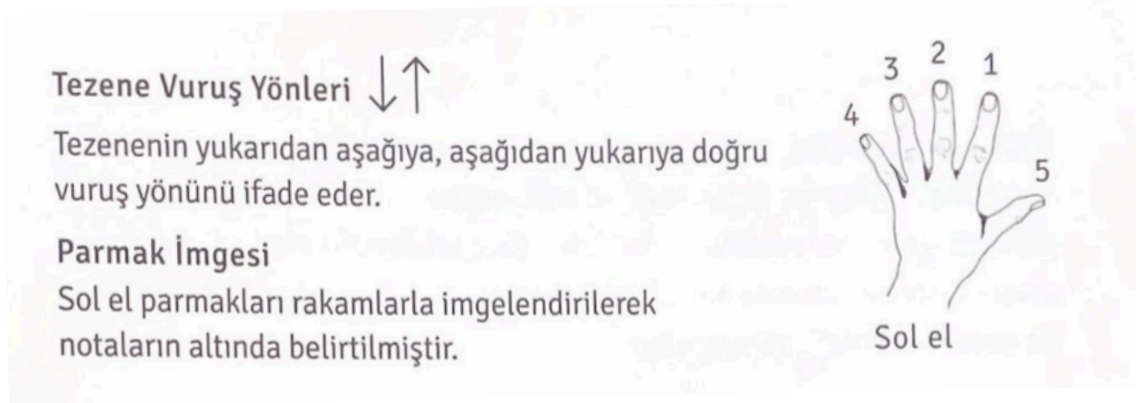 Tezene Vuruş Yönleri ↓↑
Tezenenin yukarıdan aşağıya, aşağıdan yukarıya doğru
vuruş yönünü ifade eder.
Parmak İmgesi
Sol el parmakları rakamlarla imgelendirilerek
notaların altında belirtilmiştir.
4 3 2 1 5
Sol el